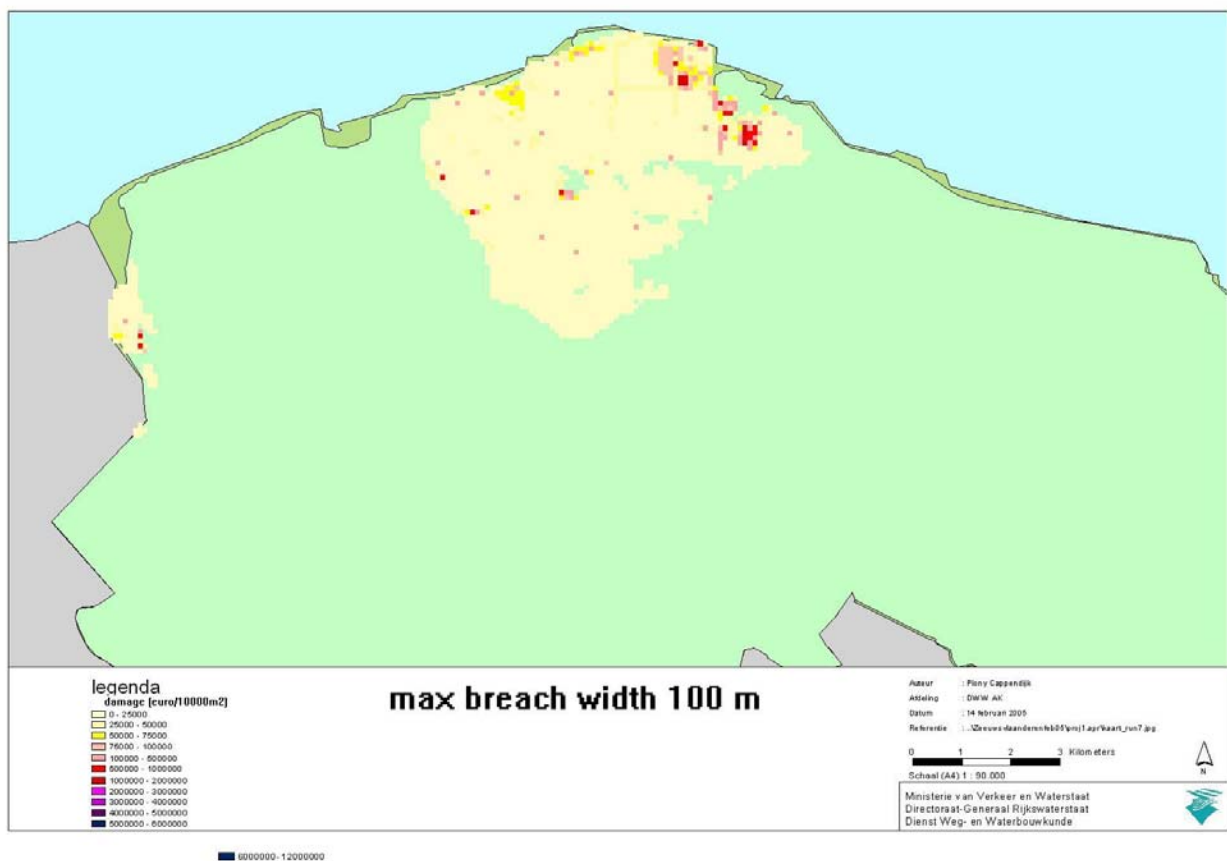 legenda
damage (euro/10000m2)
0 - 25000
25000 - 50000
50000 - 75000
75000 - 100000
100000 - 500000
500000 - 1000000
1000000 - 2000000
2000000 - 3000000
3000000 - 4000000
4000000 - 5000000
5000000 - 6000000
6000000 - 12000000
max breach width 100 m
Auteur : Plony Cappendijk
Afdeling : DWW AK
Datum : 14 februari 2005
Referentie
0 1 2 3 Kilometers
Schaal (A4) 1 : 90.000
N
Ministerie van Verkeer en Waterstaat
Directoraat-Generaal Rijkswaterstaat
Dienst Weg- en Waterbouwkunde